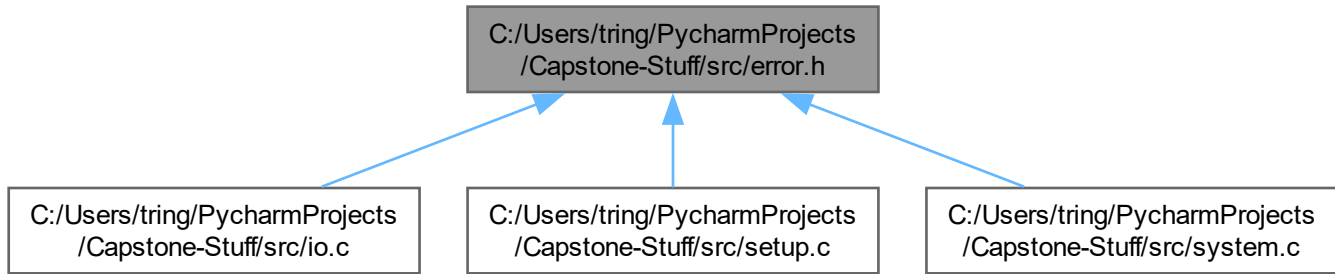 C:/Users/tring/PycharmProjects
/Capstone-Stuff/src/error.h
C:/Users/tring/PycharmProjects
/Capstone-Stuff/src/io.c
C:/Users/tring/PycharmProjects
/Capstone-Stuff/src/setup.c
C:/Users/tring/PycharmProjects
/Capstone-Stuff/src/system.c